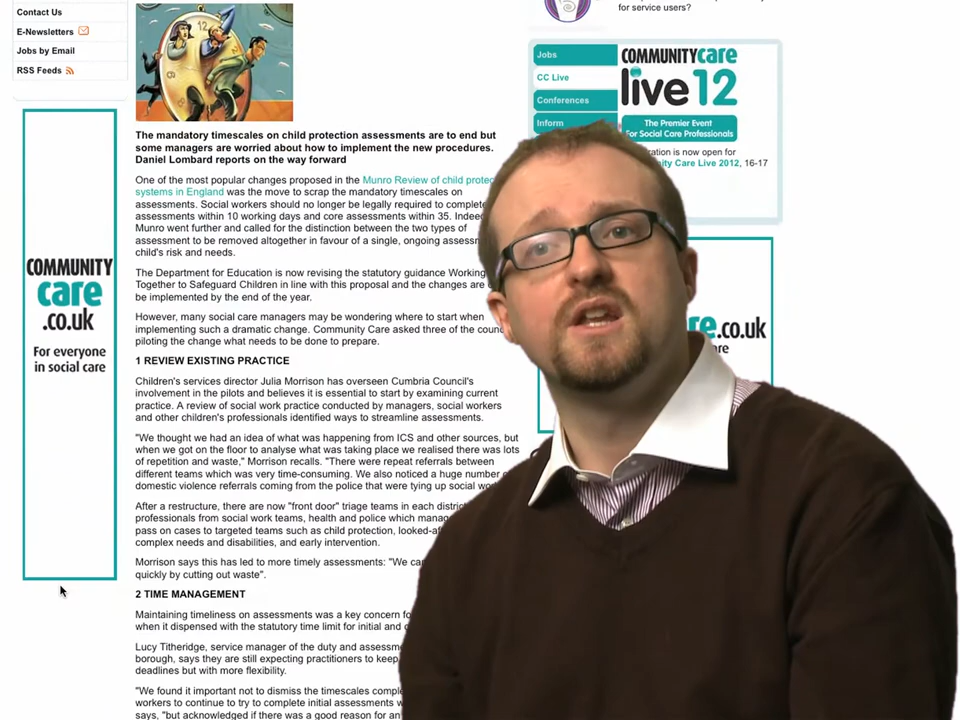 Contact Us
E-Newsletters
Jobs by Email
RSS Feeds
COMMUNITY
care
.co.uk
For everyone
in social care
12
The mandatory timescales on child protection assessments are to end but
some managers are worried about how to implement the new procedures.
Daniel Lombard reports on the way forward
One of the most popular changes proposed in the Munro Review of child
systems in England was the move to scrap the mandatory timescales on
assessments. Social workers should no longer be legally required to complete
assessments within 10 working days and core assessments within 35.
Munro went further and called for the distinction between the two types of
assessment to be removed altogether in favour of a single, ongoing
child's risk and needs.
The Department for Education is now revising the statutory guidance Working
Together to Safeguard Children in line with this proposal and the changes are
be implemented by the end of the year.
However, many social care managers may be wondering where to start when
implementing such a dramatic change. Community Care asked three of the
piloting the change what needs to be done to prepare.
1 REVIEW EXISTING PRACTICE
Children's services director Julia Morrison has overseen Cumbria Council's
involvement in the pilots and believes it is essential to start by examining current
practice. A review of social work practice conducted by managers, social workers
and other children's professionals identified ways to streamline assessments.
"We thought we had an idea of what was happening from ICS and other sources, but
when we got on the floor to analyse what was taking place we realised there was lots
of repetition and waste," Morrison recalls. "There were repeat referrals between
different teams which was very time-consuming. We also noticed a huge number
domestic violence referrals coming from the police that were tying up social
After a restructure, there are now "front door" triage teams in each
professionals from social work teams, health and police which
pass on cases to targeted teams such as child protection,
complex needs and disabilities, and early intervention.
Morrison says this has led to more timely assessments: "We
quickly by cutting out waste".
2 TIME MANAGEMENT
Maintaining timeliness on assessments was a key concern
when it dispensed with the statutory time limit for initial and
Lucy Titheridge, service manager of the duty and
borough, says they are still expecting practitioners to
deadlines but with more flexibility.
"We found it important not to dismiss the timescales
workers to continue to try to complete initial assessments
says, "but acknowledged if there was a good reason for
for service users?
Jobs
CC Live
Conferences
Inform
COMMUNITYcare
live12
The Premier Event
For Social Care Professionals
is now open for
Care Live 2012, 16-17
.co.uk